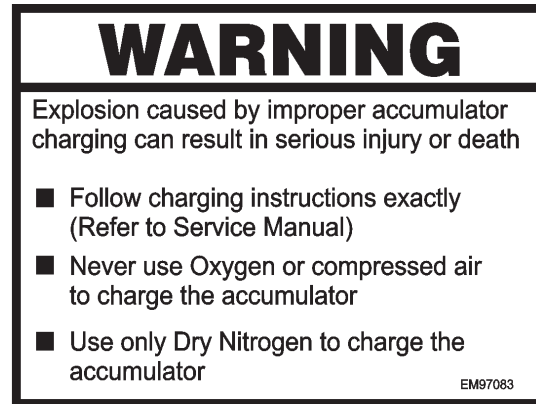 WARNING
Explosion caused by improper accumulator
charging can result in serious injury or death
■ Follow charging instructions exactly
(Refer to Service Manual)
■ Never use Oxygen or compressed air
to charge the accumulator
■ Use only Dry Nitrogen to charge the
accumulator
EM97083